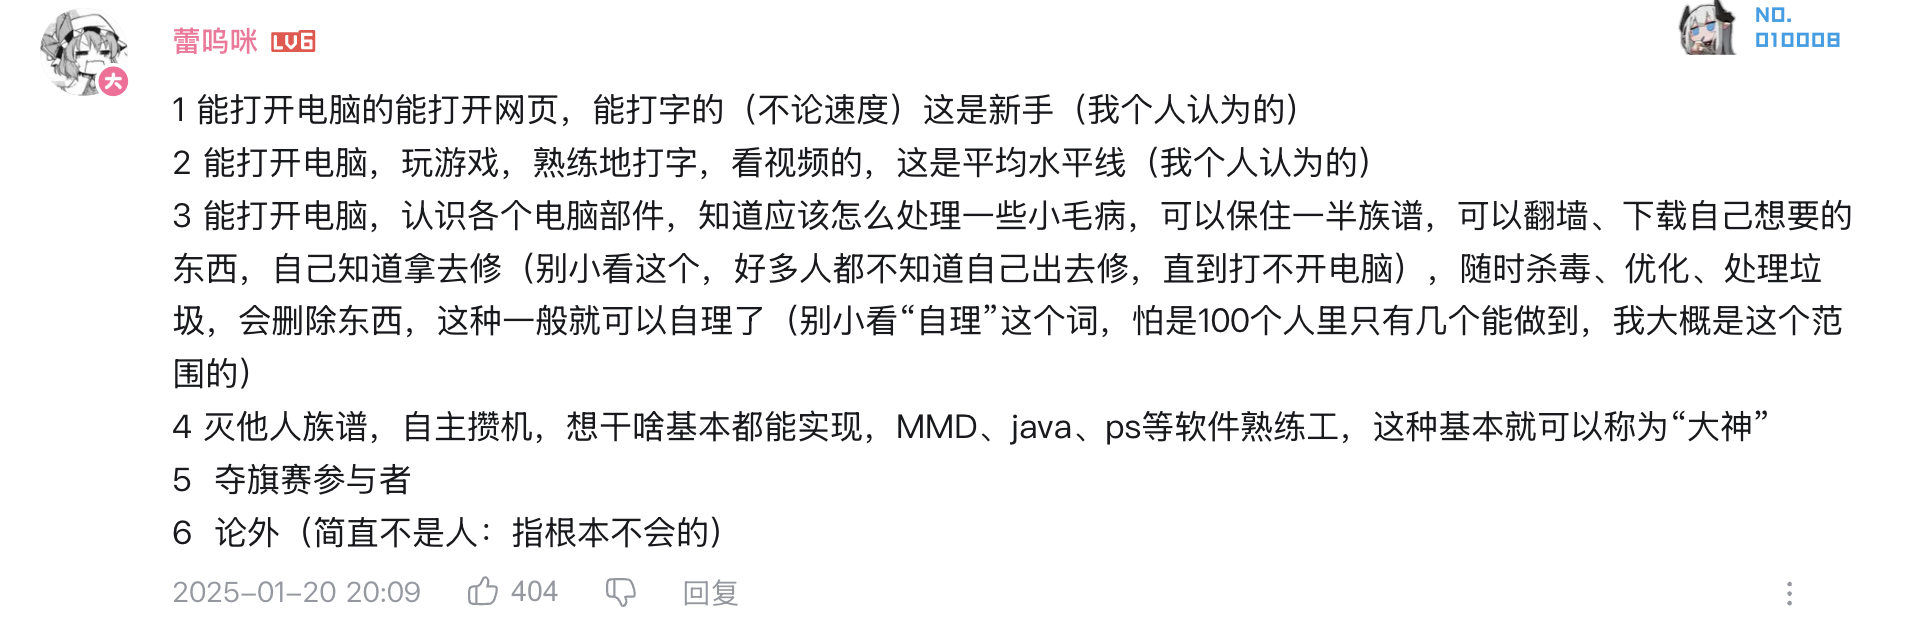 蕾呜咪 LV6
NO.
010008
大
1 能打开电脑的能打开网页，能打字的（不论速度）这是新手（我个人认为的）
2 能打开电脑，玩游戏，熟练地打字，看视频的，这是平均水平线（我个人认为的）
3 能打开电脑，认识各个电脑部件，知道应该怎么处理一些小毛病，可以保住一半族谱，可以翻墙、下载自己想要的
东西，自己知道拿去修（别小看这个，好多人都不知道自己出去修，直到打不开电脑），随时杀毒、优化、处理垃
圾，会删除东西，这种一般就可以自理了（别小看“自理”这个词，怕是100个人里只有几个能做到，我大概是这个范
围的）
4 灭他人族谱，自主攒机，想干啥基本都能实现，MMD、java、ps等软件熟练工，这种基本就可以称为“大神”
5 夺旗赛参与者
6 论外（简直不是人：指根本不会的）
2025-01-20 20:09 404 回复